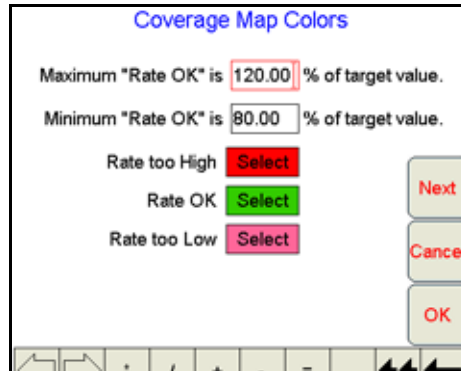 Coverage Map Colors
Maximum "Rate OK" is 120.00 % of target value.
Minimum "Rate OK" is 80.00 % of target value.
Rate too High Select
Rate OK Select
Rate too Low Select
Next
Cance
OK